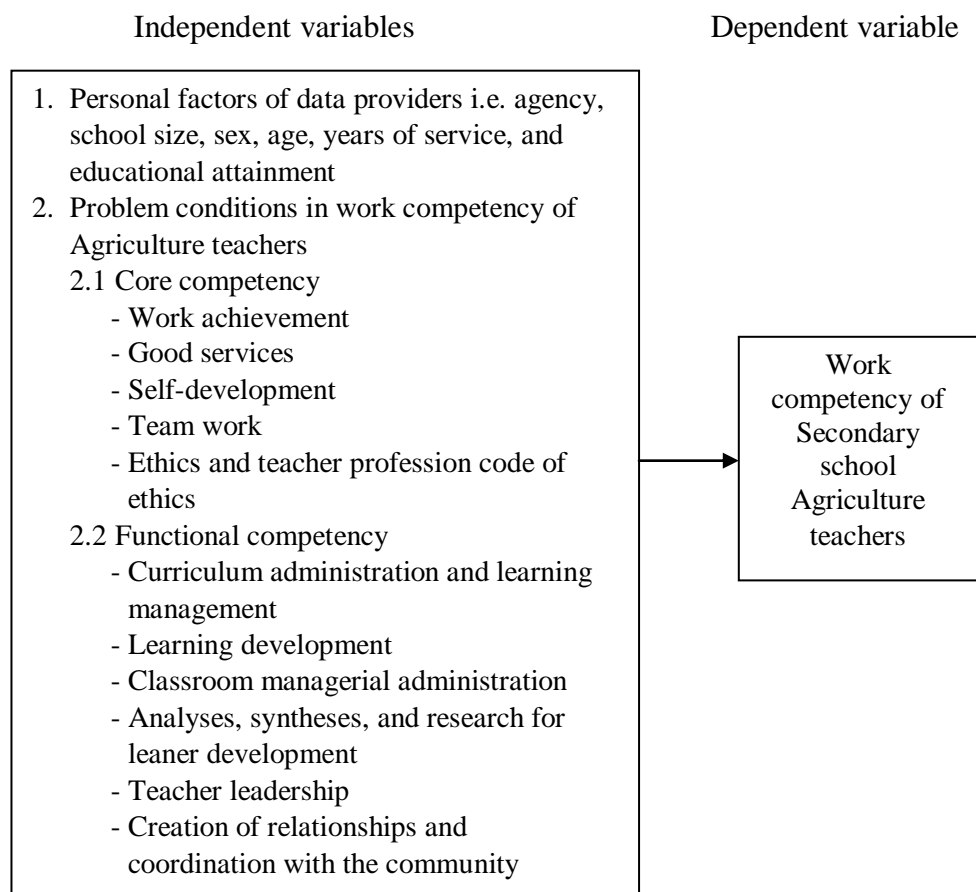 Independent variables
Dependent variable
1. Personal factors of data providers i.e. agency,
school size, sex, age, years of service, and
educational attainment
2. Problem conditions in work competency of
Agriculture teachers
2.1 Core competency
- Work achievement
- Good services
- Self-development
- Team work
- Ethics and teacher profession code of
ethics
2.2 Functional competency
- Curriculum administration and learning
management
- Learning development
- Classroom managerial administration
- Analyses, syntheses, and research for
leaner development
- Teacher leadership
- Creation of relationships and
coordination with the community
Work
competency of
Secondary
school
Agriculture
teachers